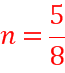 n = 5/8